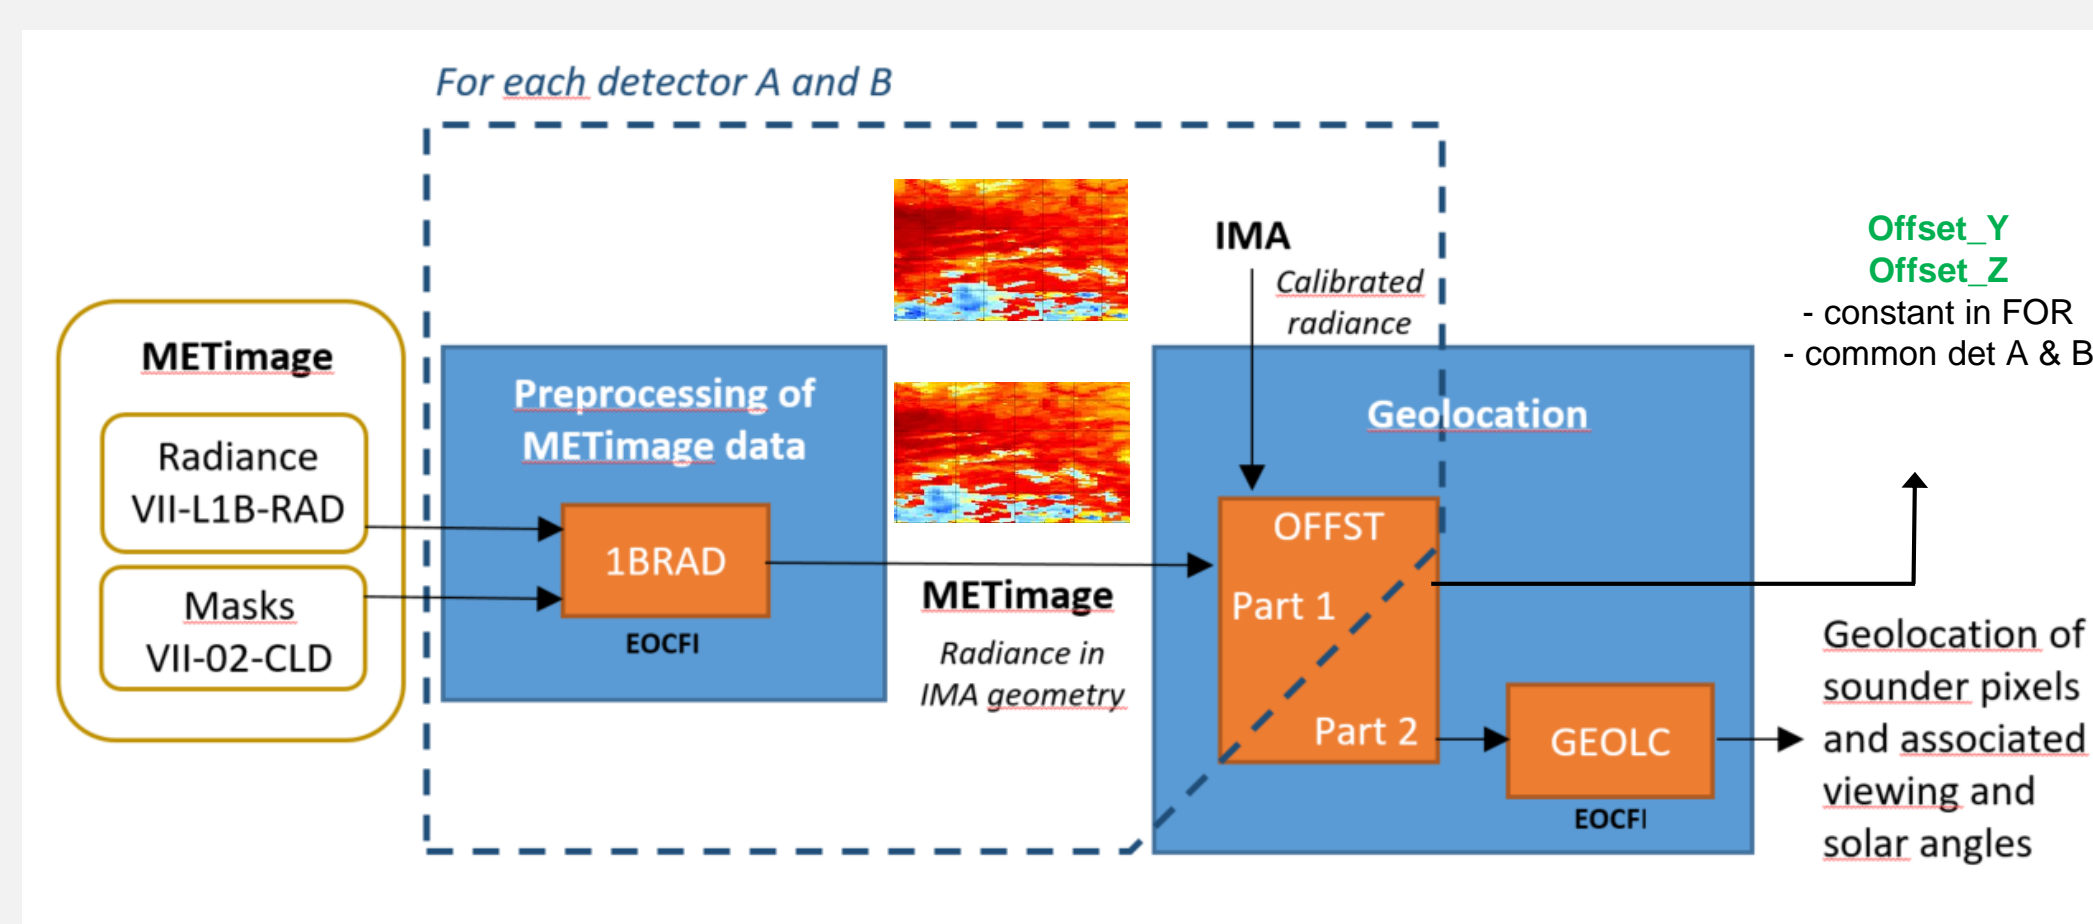 For each detector A and B
METimage
Radiance
VII-L1B-RAD
Masks
VII-02-CLD
Preprocessing of
METimage data
1BRAD
EOCFI
METimage
Radiance in
IMA geometry
IMA
Calibrated
radiance
Geolocation
OFFST
Part 1
Part 2
GEOLC
EOCFI
Offset_Y
Offset_Z
- constant in FOR
- common det A & B
Geolocation of
sounder pixels
and associated
viewing and
solar angles